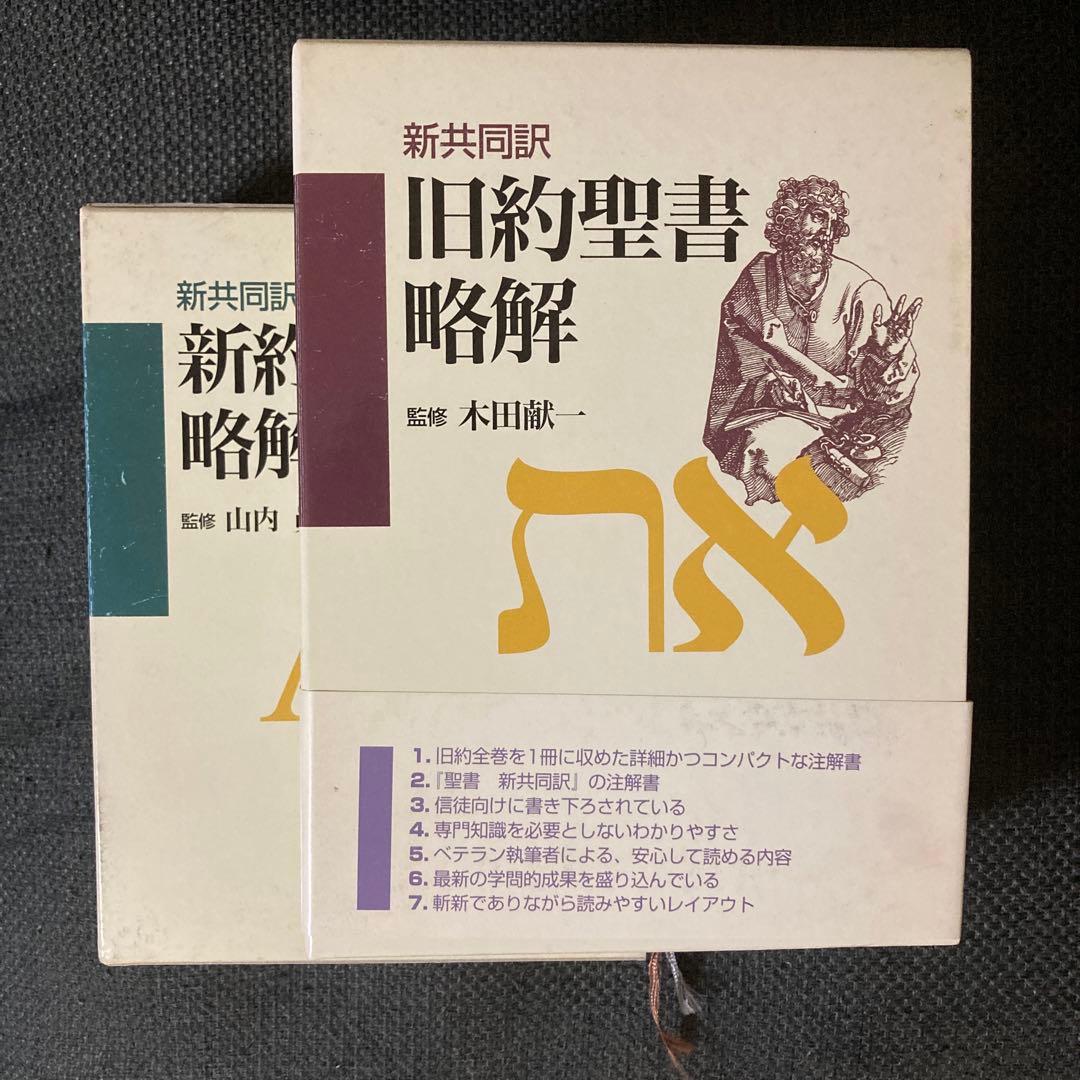 新共同訳
旧約聖書
略解
監修 木田献一
את
1. 旧約全巻を1冊に収めた詳細かつコンパクトな注解書
2.『聖書 新共同訳』の注解書
3. 信徒向けに書き下ろされている
4. 専門知識を必要としないわかりやすさ
5. ベテラン執筆者による、安心して読める内容
6. 最新の学問的成果を盛り込んでいる
7. 斬新でありながら読みやすいレイアウト
新共同訳
新約
略解
監修 山内